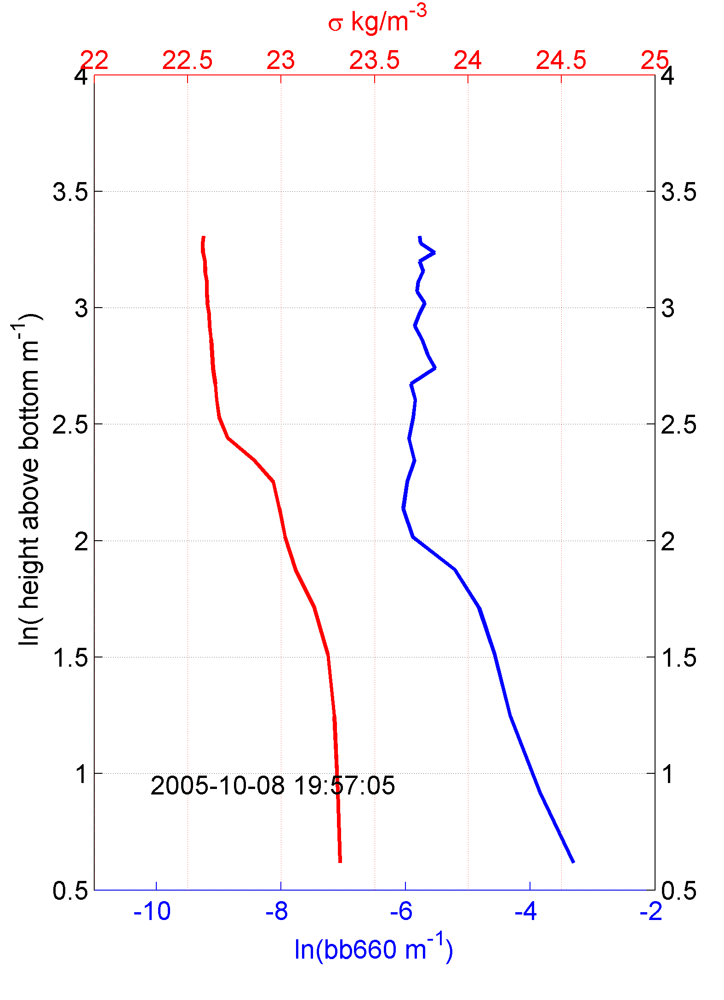 σ kg/m⁻³
22 22.5 23 23.5 24 24.5 25
4 4
3.5 3.5
3 3
2.5 2.5
2 2
1.5 1.5
1 1
0.5 0.5
ln( height above bottom m⁻¹)
2005-10-08 19:57:05
-10 -8 -6 -4 -2
ln(bb660 m⁻¹)